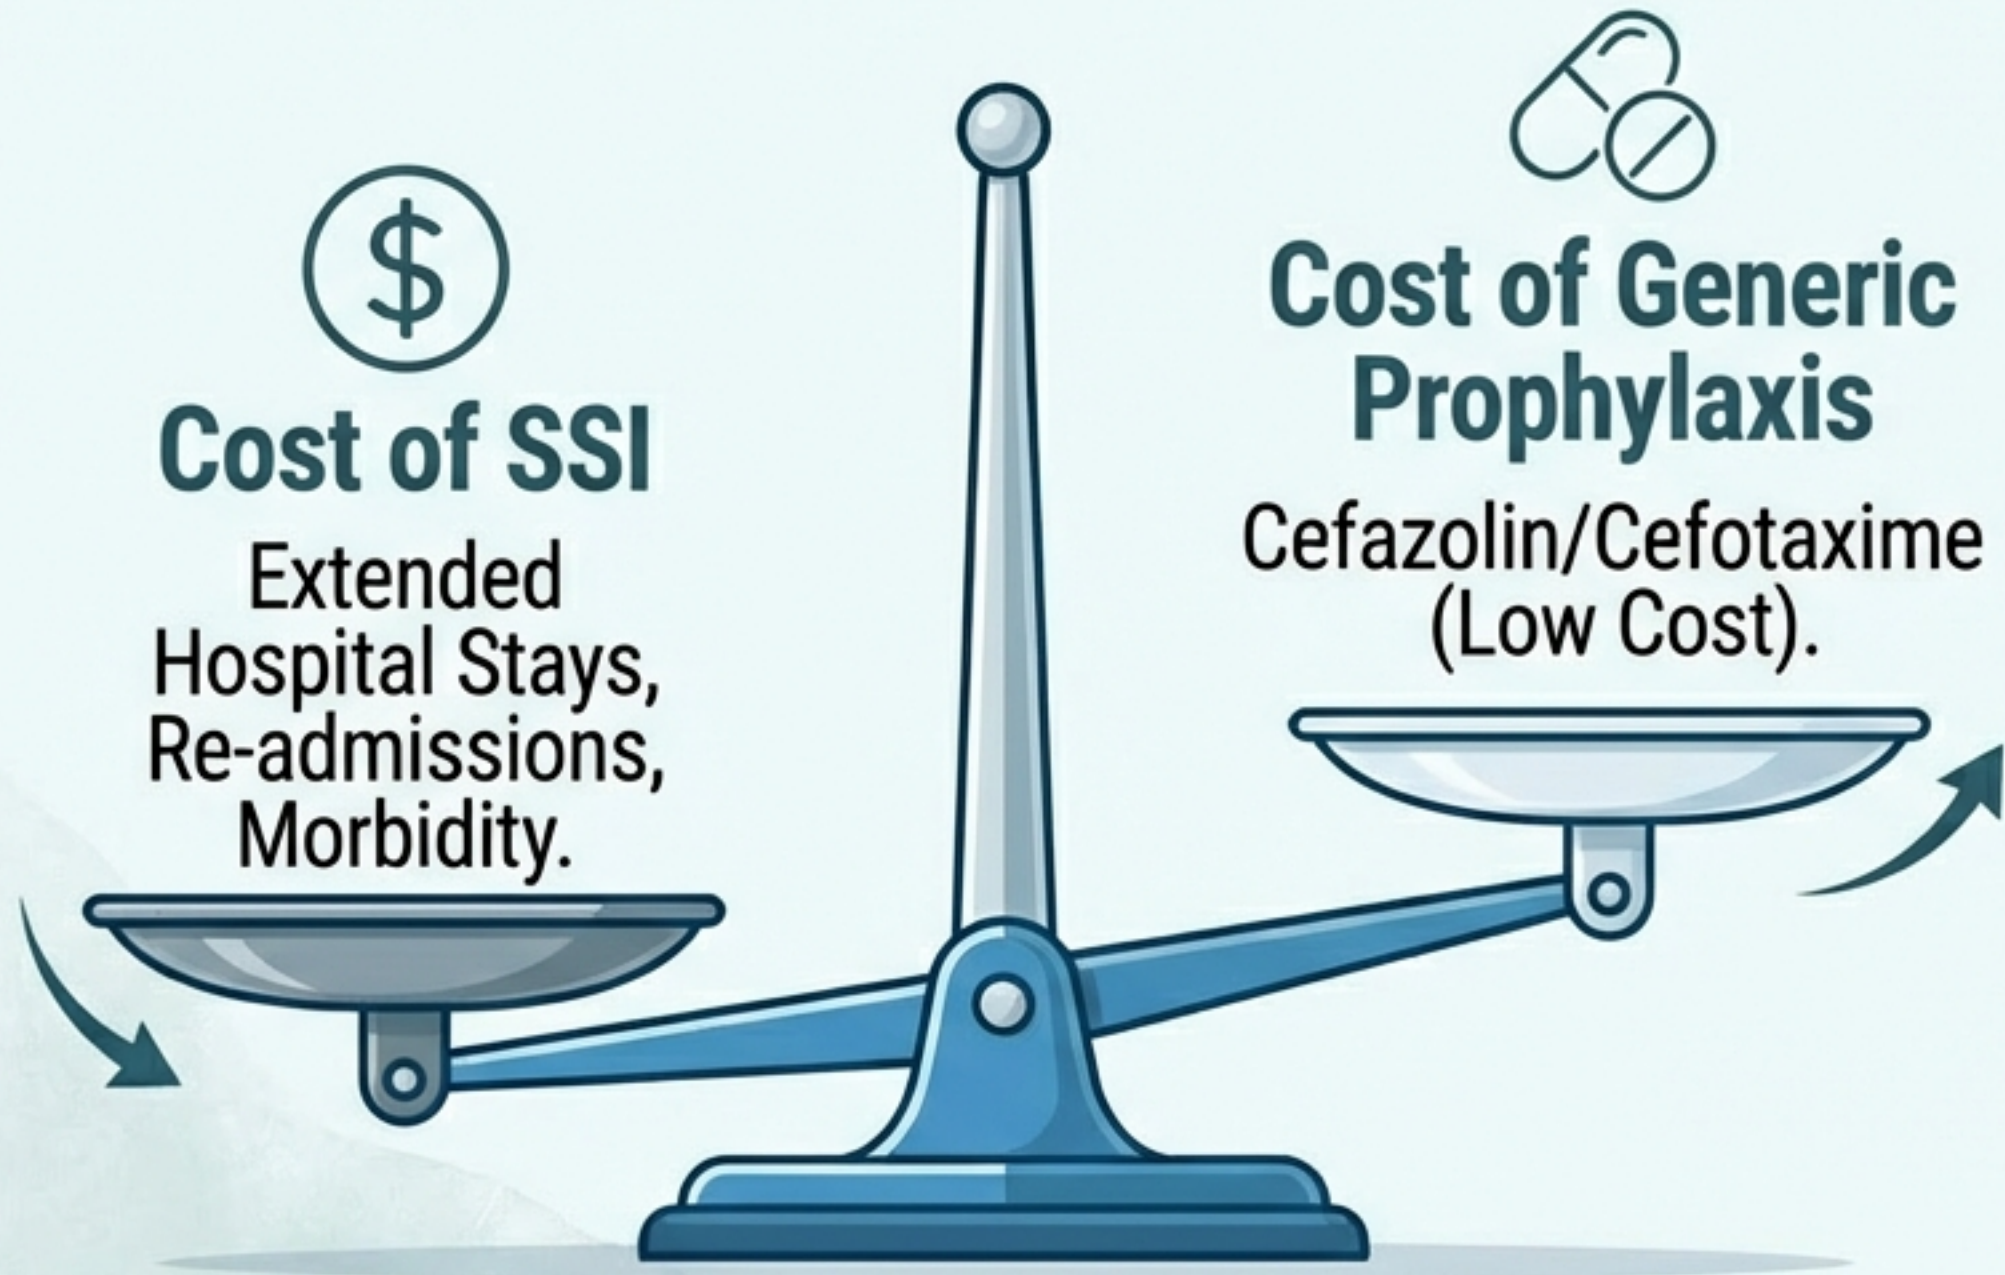 Cost of SSI
Extended
Hospital Stays,
Re-admissions,
Morbidity.
Cost of Generic
Prophylaxis
Cefazolin/Cefotaxime
(Low Cost).